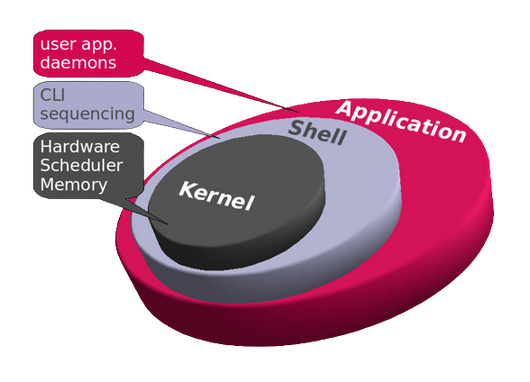 user app.
daemons
CLI
sequencing
Hardware
Scheduler
Memory
Application
Shell
Kernel